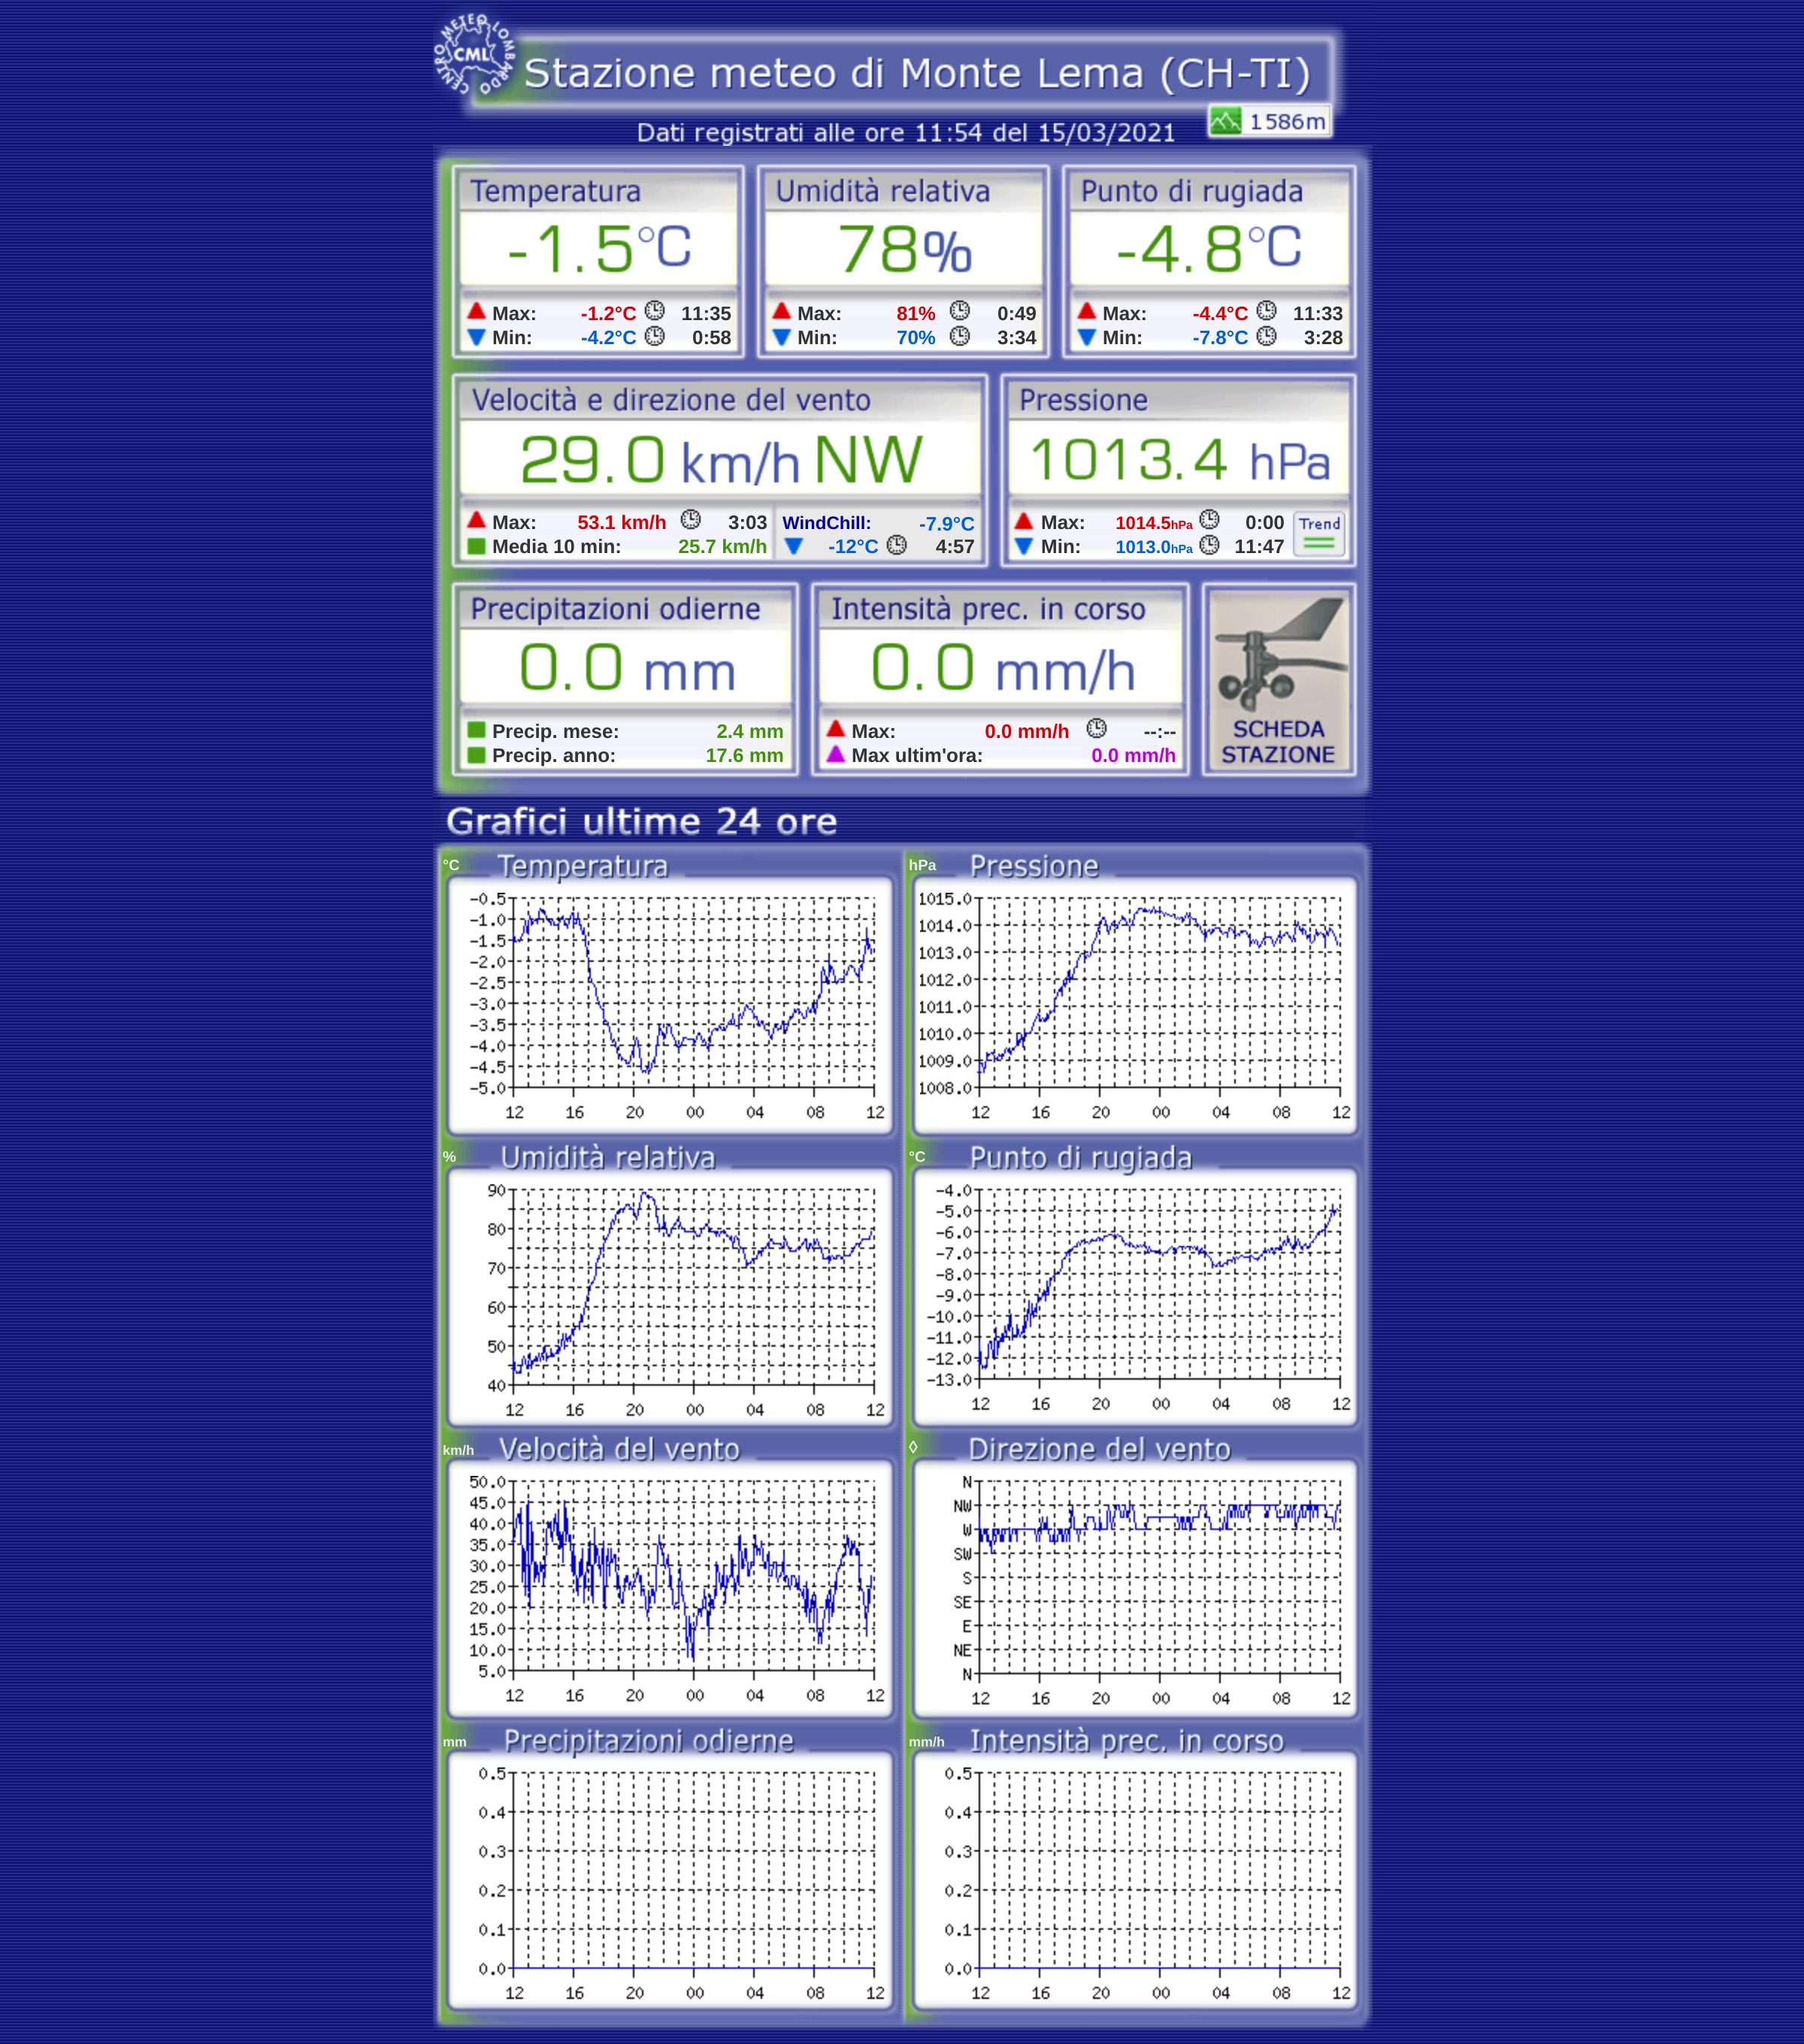 CENTRO METEO LOMBARDO
CML
Stazione meteo di Monte Lema (CH-TI)
1586m
Dati registrati alle ore 11:54 del 15/03/2021
Temperatura Umidità relativa Punto di rugiada
-1.5°C 78% -4.8°C
Max: -1.2°C 11:35 Max: 81% 0:49 Max: -4.4°C 11:33
Min: -4.2°C 0:58 Min: 70% 3:34 Min: -7.8°C 3:28
Velocità e direzione del vento Pressione
29.0 km/h NW 1013.4 hPa
Max: 53.1 km/h 3:03 WindChill: -7.9°C Max: 1014.5hPa 0:00 Trend
Media 10 min: 25.7 km/h -12°C 4:57 Min: 1013.0hPa 11:47
Precipitazioni odierne Intensità prec. in corso
0.0 mm 0.0 mm/h
Precip. mese: 2.4 mm Max: 0.0 mm/h --:-- SCHEDA
Precip. anno: 17.6 mm Max ultim'ora: 0.0 mm/h STAZIONE
Grafici ultime 24 ore
°C Temperatura
-0.5
-1.0
-1.5
-2.0
-2.5
-3.0
-3.5
-4.0
-4.5
-5.0
12 16 20 00 04 08 12
hPa Pressione
1015.0
1014.0
1013.0
1012.0
1011.0
1010.0
1009.0
1008.0
12 16 20 00 04 08 12
% Umidità relativa
90
80
70
60
50
40
12 16 20 00 04 08 12
°C Punto di rugiada
-4.0
-5.0
-6.0
-7.0
-8.0
-9.0
-10.0
-11.0
-12.0
-13.0
12 16 20 00 04 08 12
km/h Velocità del vento
50.0
45.0
40.0
35.0
30.0
25.0
20.0
15.0
10.0
5.0
12 16 20 00 04 08 12
◊ Direzione del vento
N
NW
W
SW
S
SE
E
NE
N
12 16 20 00 04 08 12
mm Precipitazioni odierne
0.5
0.4
0.3
0.2
0.1
0.0
12 16 20 00 04 08 12
mm/h Intensità prec. in corso
0.5
0.4
0.3
0.2
0.1
0.0
12 16 20 00 04 08 12